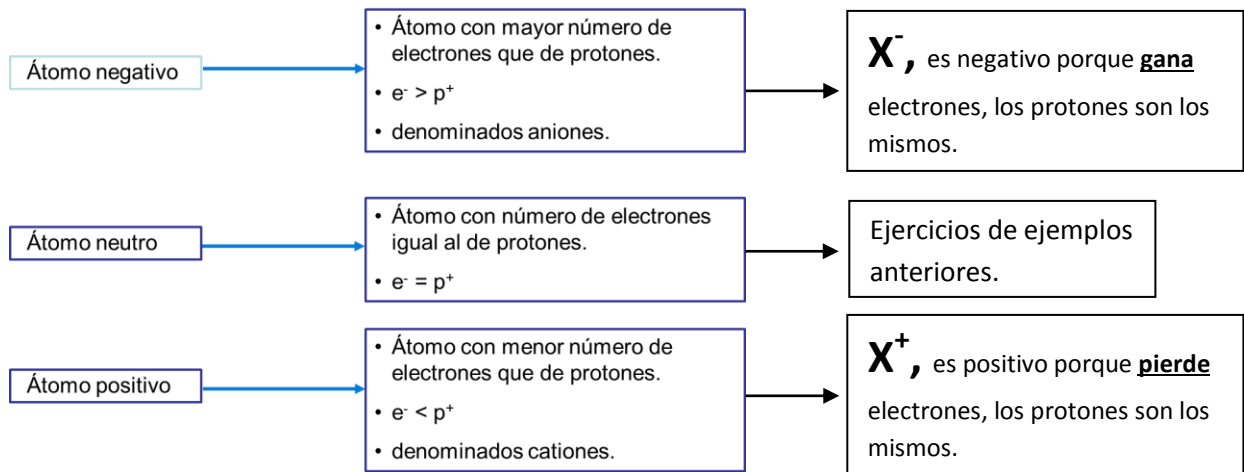 Átomo negativo
• Átomo con mayor número de
electrones que de protones.
• e⁻ > p⁺
• denominados aniones.
X⁻, es negativo porque gana
electrones, los protones son los
mismos.
Átomo neutro
• Átomo con número de electrones
igual al de protones.
• e⁻ = p⁺
Ejercicios de ejemplos
anteriores.
Átomo positivo
• Átomo con menor número de
electrones que de protones.
• e⁻ < p⁺
• denominados cationes.
X⁺, es positivo porque pierde
electrones, los protones son los
mismos.